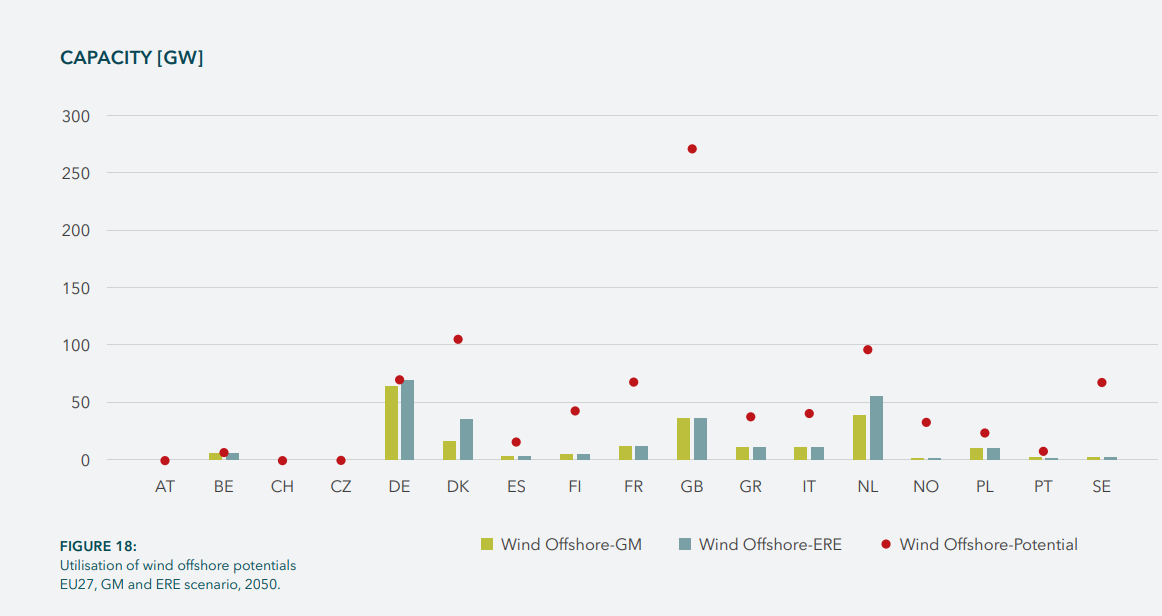 CAPACITY [GW]
300
250
200
150
100
50
0
AT BE CH CZ DE DK ES FI FR GB GR IT NL NO PL PT SE
FIGURE 18:
Utilisation of wind offshore potentials
EU27, GM and ERE scenario, 2050.
Wind Offshore-GM Wind Offshore-ERE Wind Offshore-Potential